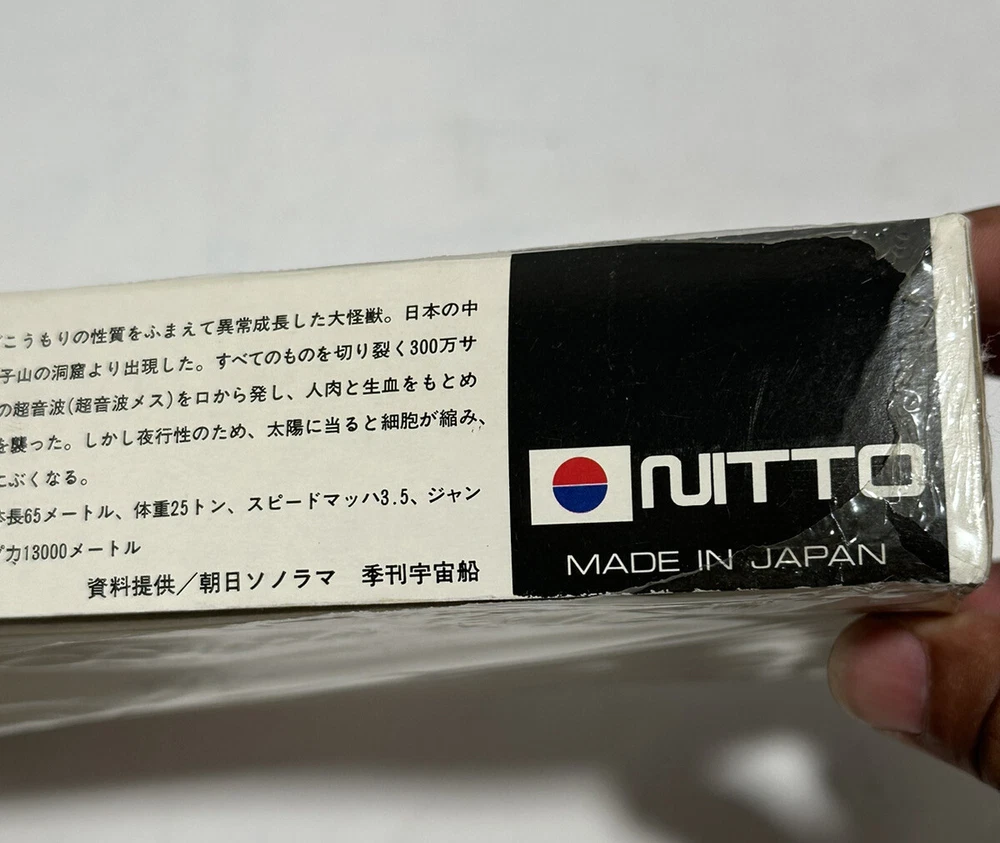 こうもりの性質をふまえて異常成長した大怪獣。日本の中
子山の洞窟より出現した。すべてのものを切り裂く300万サ
の超音波(超音波メス)を口から発し、人肉と生血をもとめ
を襲った。しかし夜行性のため、太陽に当ると細胞が縮み、
にぶくなる。
体長65メートル、体重25トン、スピードマッハ3.5、ジャン
プ力13000メートル
資料提供/朝日ソノラマ 季刊宇宙船
NITTO
MADE IN JAPAN